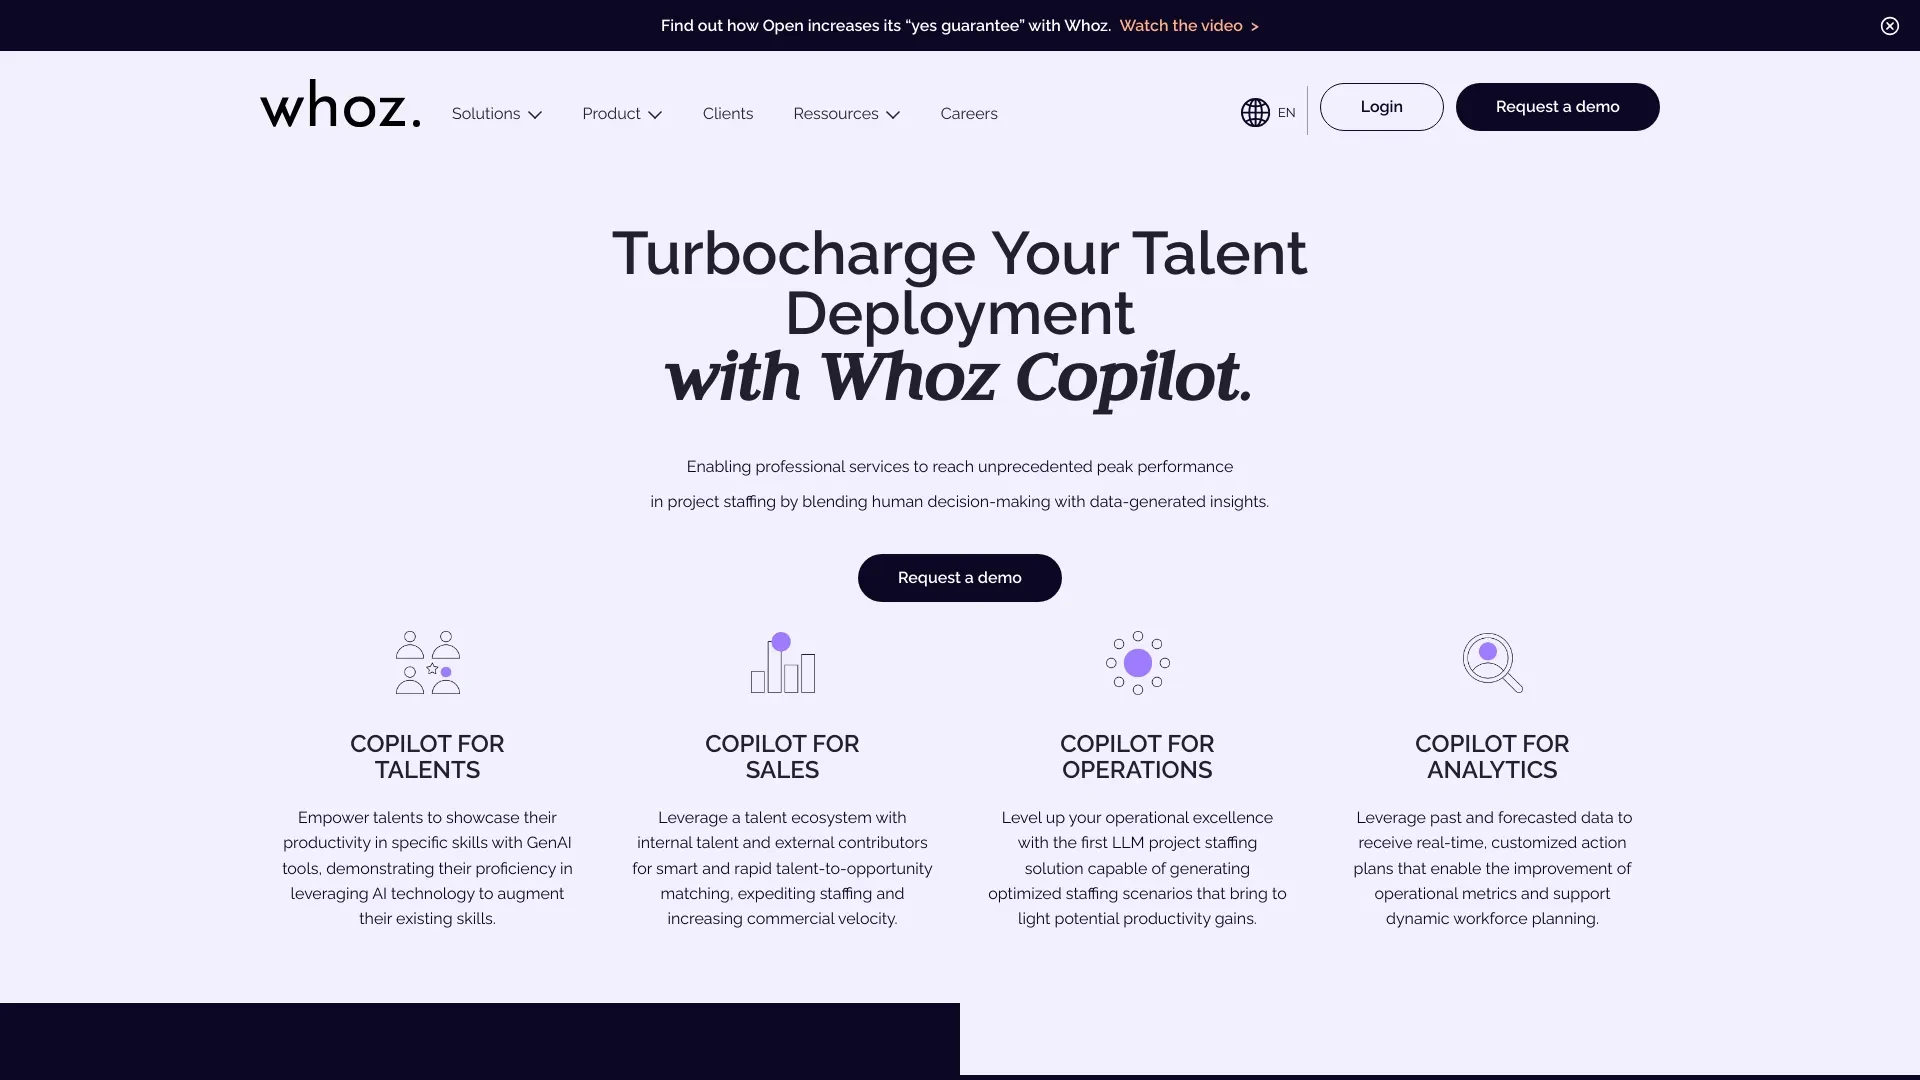 Find out how Open increases its “yes guarantee” with Whoz. Watch the video >
whoz.
Solutions
Product
Clients
Ressources
Careers
EN
Login
Request a demo
Turbocharge Your Talent
Deployment
with Whoz Copilot.
Enabling professional services to reach unprecedented peak performance
in project staffing by blending human decision-making with data-generated insights.
Request a demo
COPILOT FOR
TALENTS
Empower talents to showcase their
productivity in specific skills with GenAI
tools, demonstrating their proficiency in
leveraging AI technology to augment
their existing skills.
COPILOT FOR
SALES
Leverage a talent ecosystem with
internal talent and external contributors
for smart and rapid talent-to-opportunity
matching, expediting staffing and
increasing commercial velocity.
COPILOT FOR
OPERATIONS
Level up your operational excellence
with the first LLM project staffing
solution capable of generating
optimized staffing scenarios that bring to
light potential productivity gains.
COPILOT FOR
ANALYTICS
Leverage past and forecasted data to
receive real-time, customized action
plans that enable the improvement of
operational metrics and support
dynamic workforce planning.